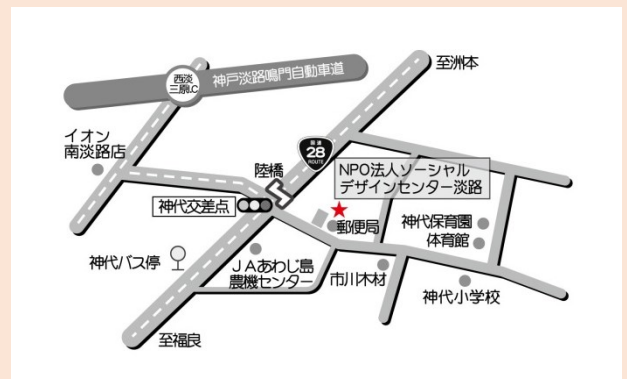 至洲本
西淡
三原I.C
神戸淡路鳴門自動車道
イオン
南淡路店
国道
28
ROUTE
陸橋
NPO法人ソーシャル
デザインセンター淡路
神代交差点
郵便局
神代保育園
体育館
神代バス停
JAあわじ島
農機センター
市川木材
神代小学校
至福良